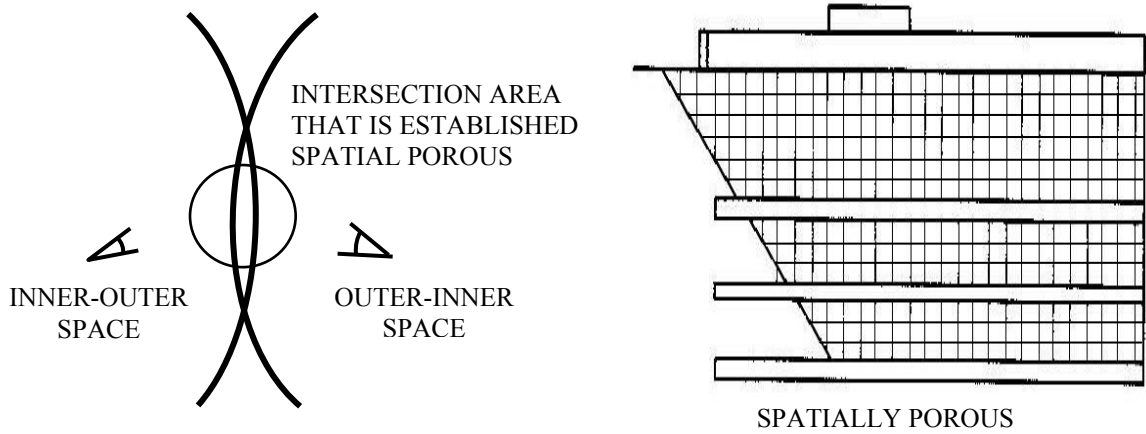 INTERSECTION AREA
THAT IS ESTABLISHED
SPATIAL POROUS
INNER-OUTER
SPACE
OUTER-INNER
SPACE
SPATIALLY POROUS